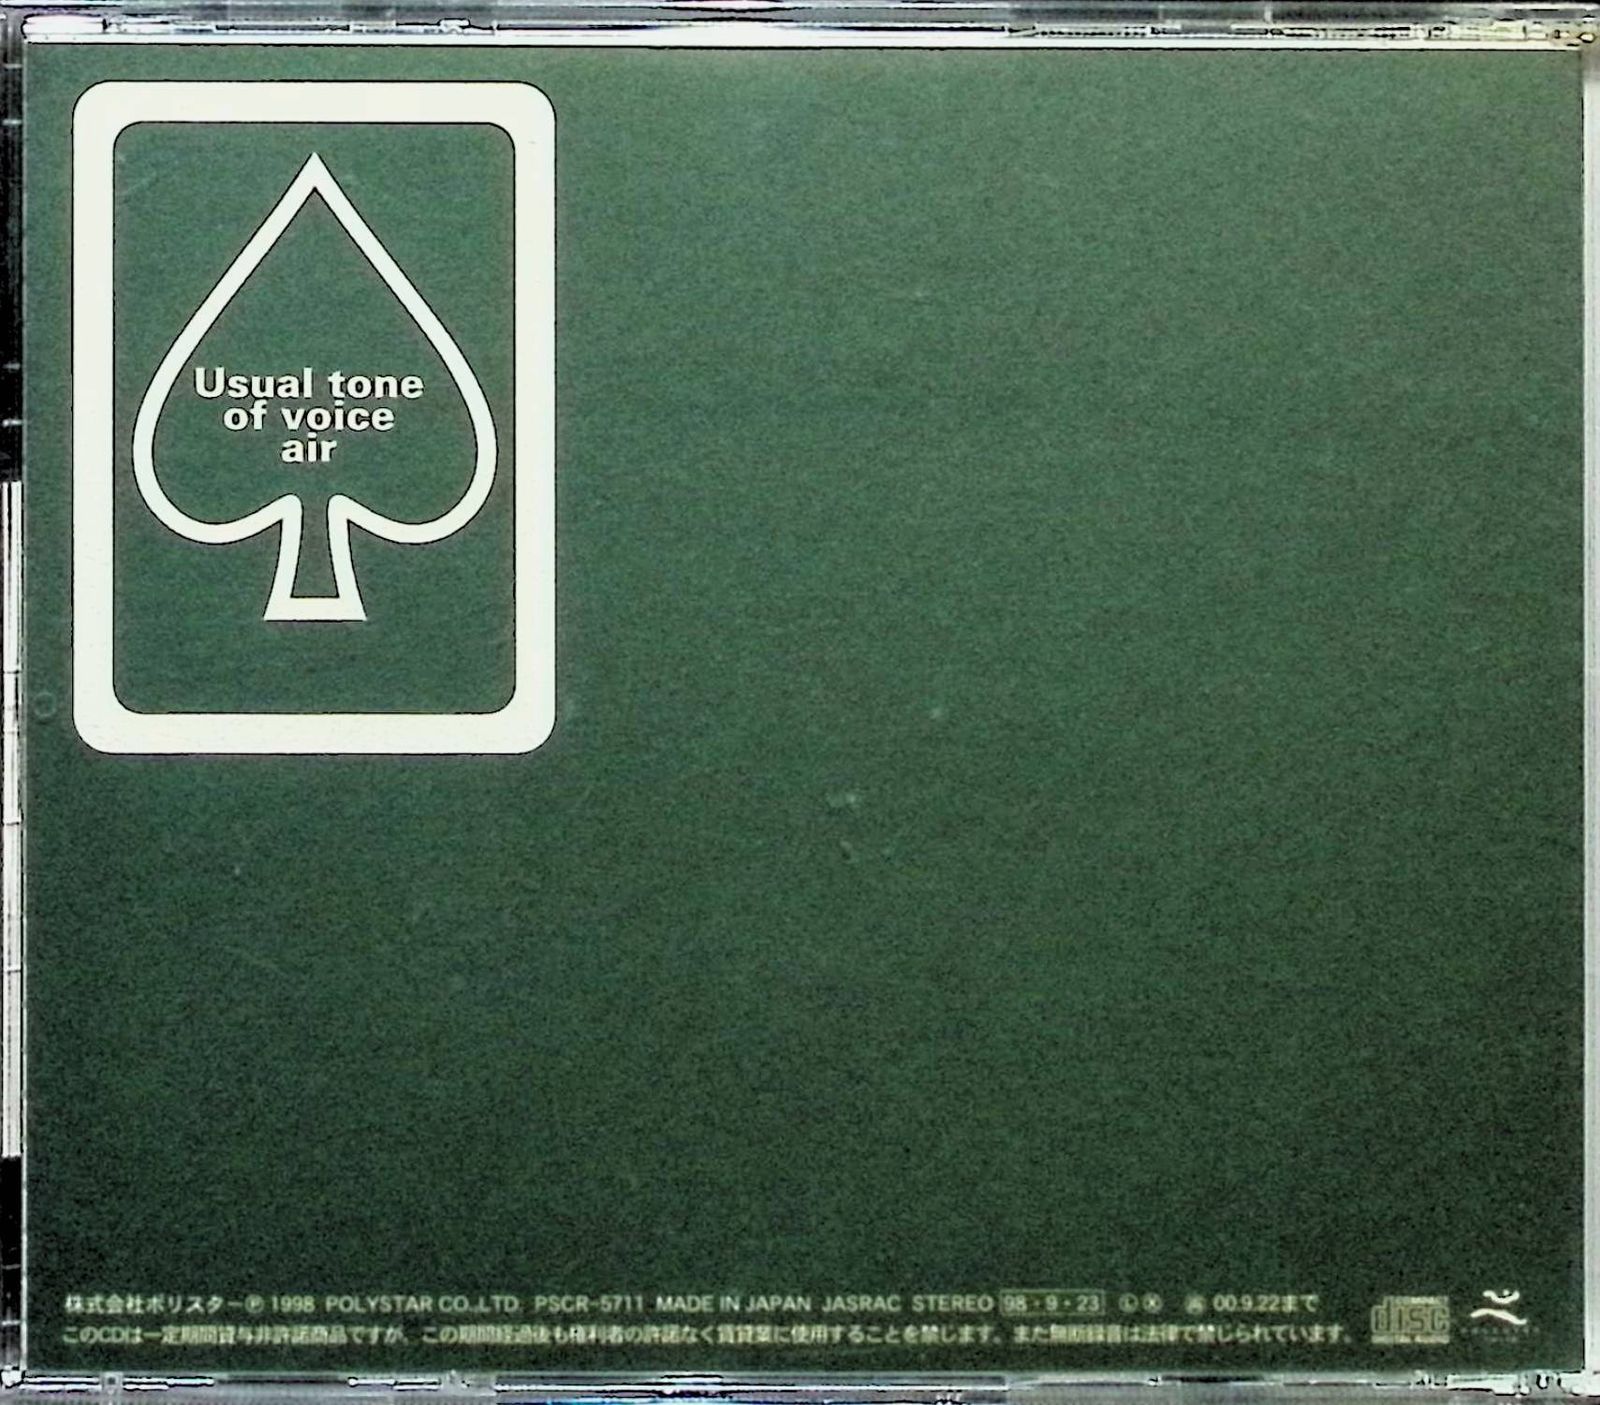 Usual tone
of voice
air
株式会社ポリスター Ⓟ 1998 POLYSTAR CO.,LTD. PSCR-5711 MADE IN JAPAN JASRAC STEREO 98・9・23 Ⓛ Ⓧ 00.9.22まで
このCDは一定期間貸与非許諾商品ですが、この期間経過後も権利者の許諾なく賃貸業に使用することを禁じます。また無断録音は法律で禁じられています。
disc